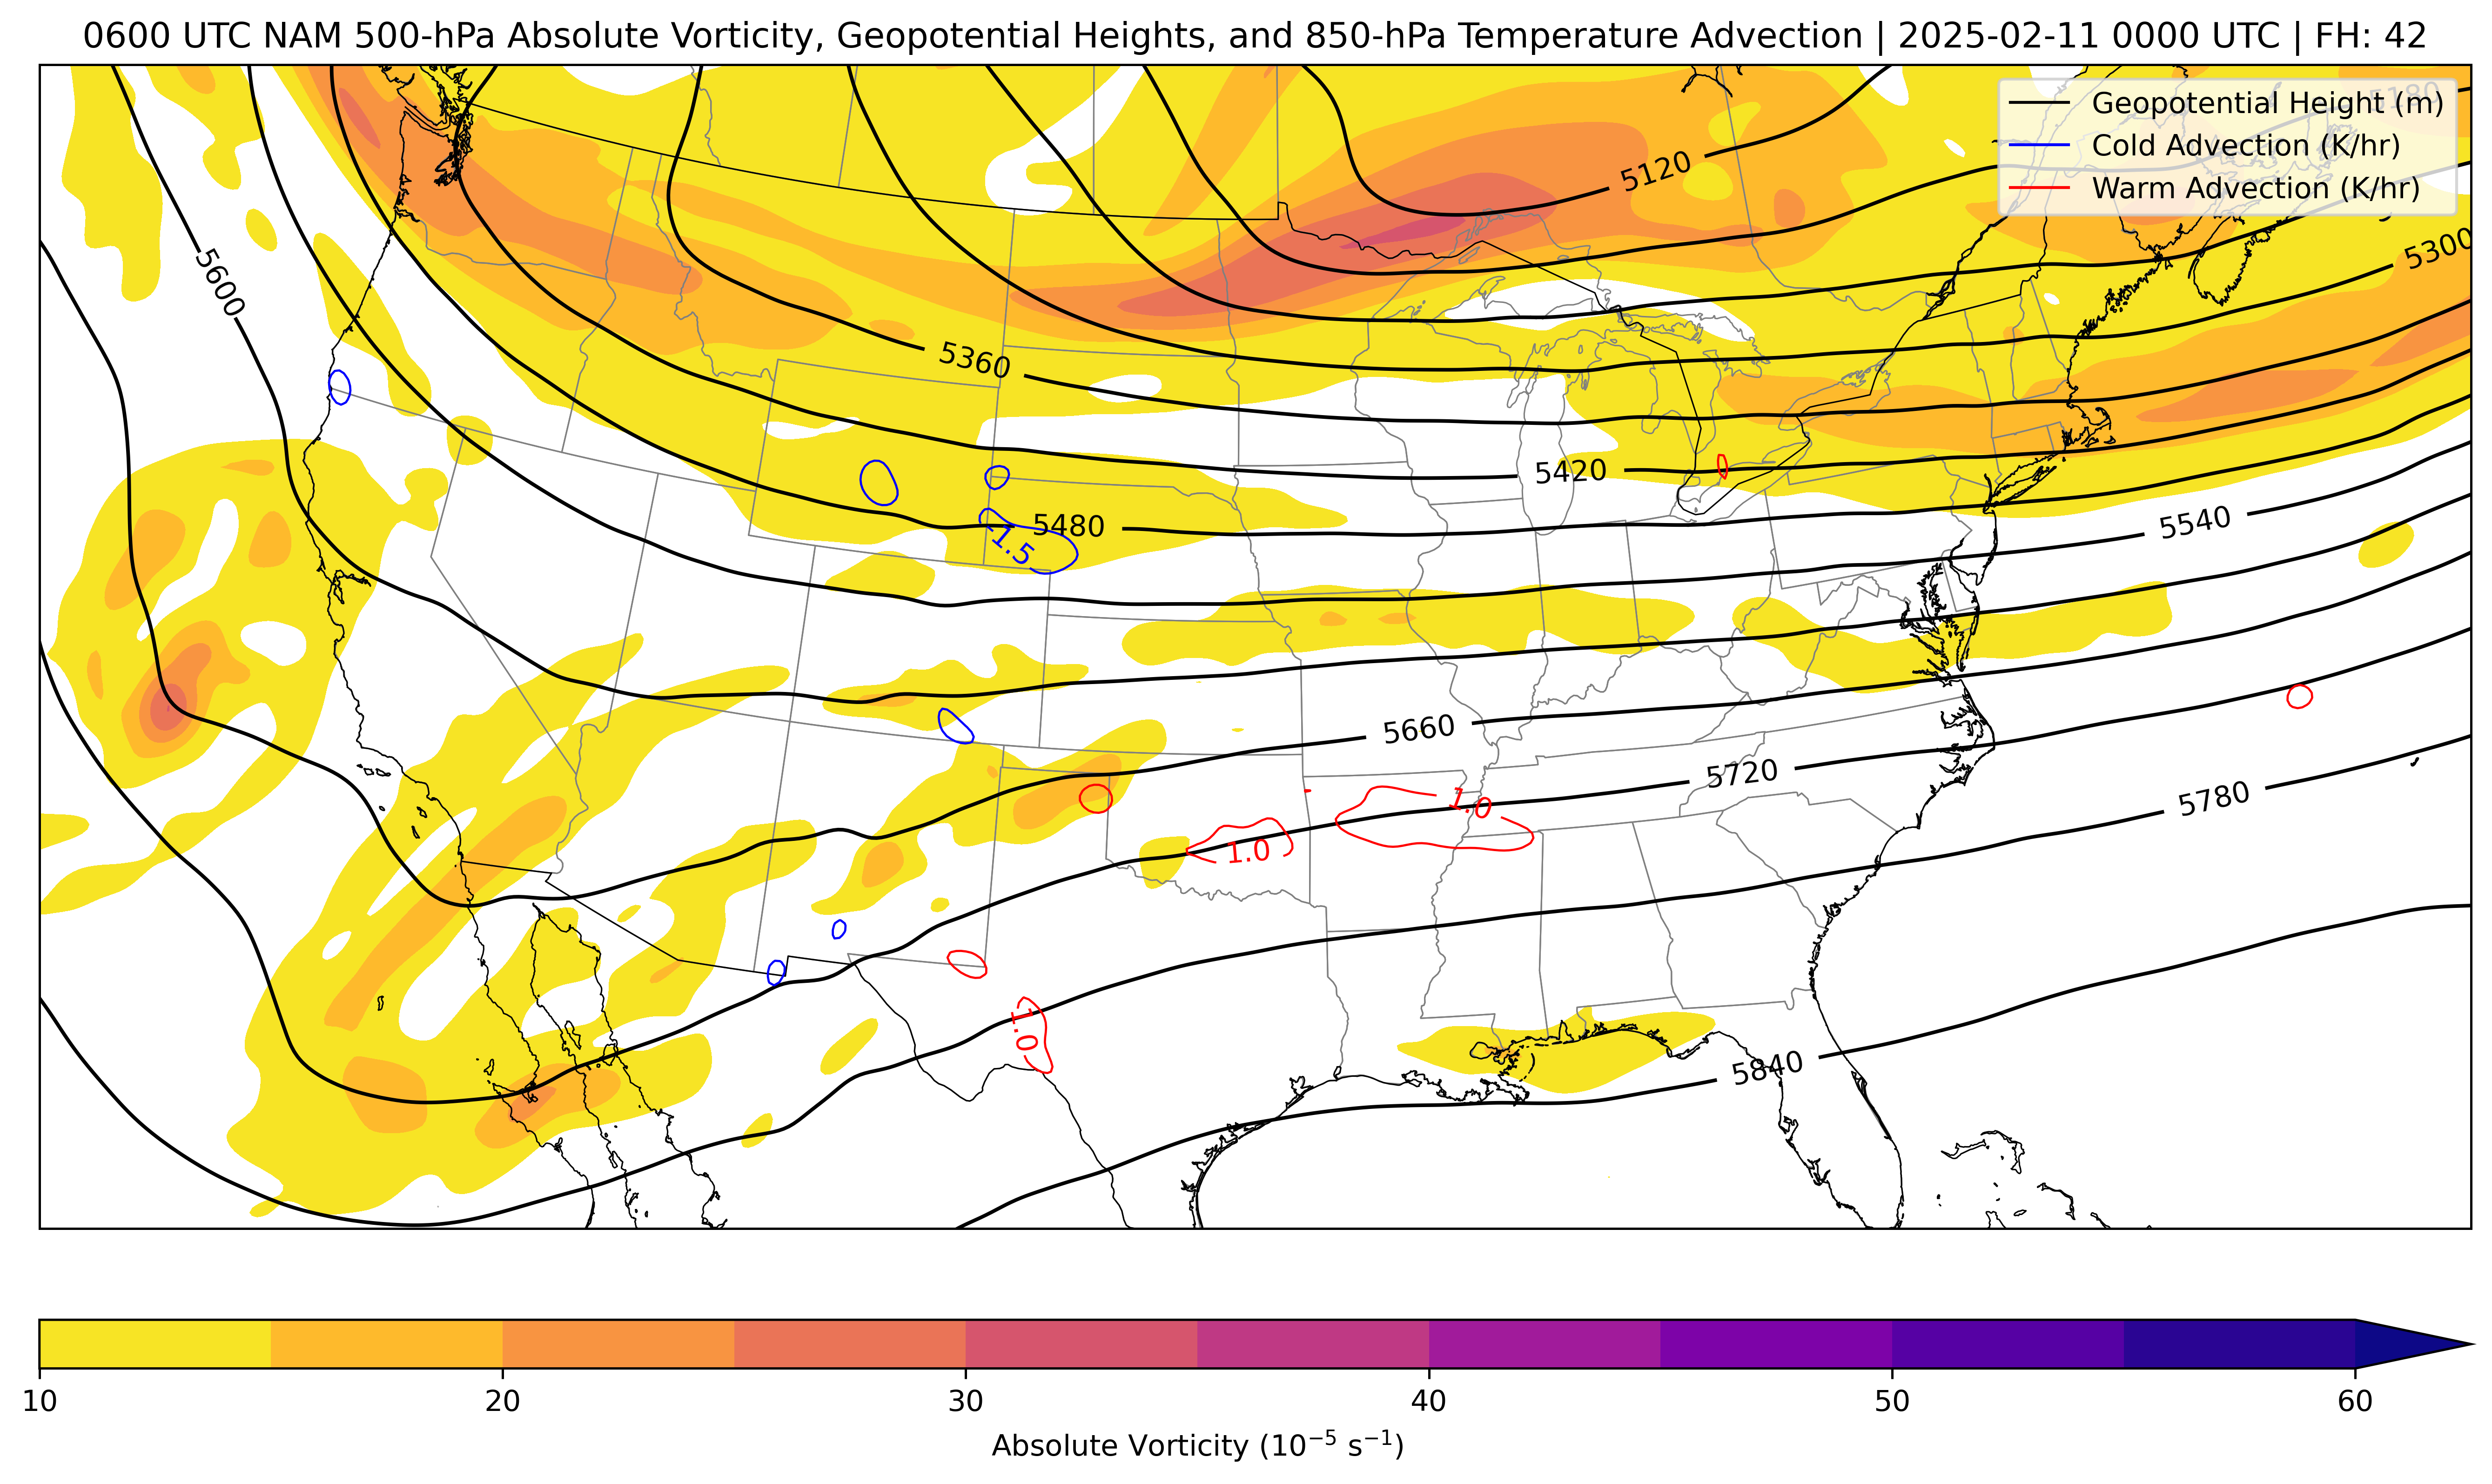 0600 UTC NAM 500-hPa Absolute Vorticity, Geopotential Heights, and 850-hPa Temperature Advection | 2025-02-11 0000 UTC | FH: 42
Geopotential Height (m)
Cold Advection (K/hr)
Warm Advection (K/hr)
5180
5120
5300
5600
5360
5420
5480
-1.5
5540
5660
5720
5780
1.0
1.0
1.0
5840
10 20 30 40 50 60
Absolute Vorticity (10⁻⁵ s⁻¹)